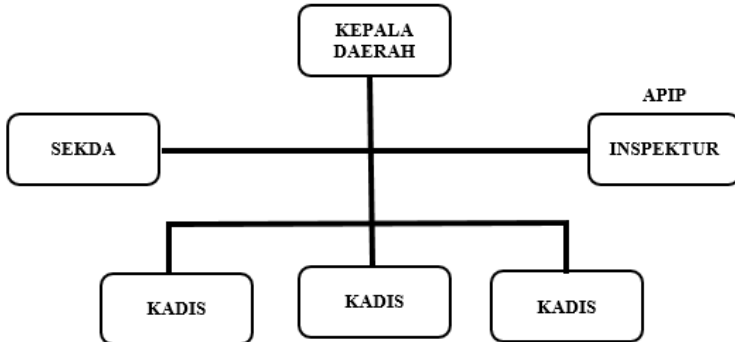 KEPALA
DAERAH
APIP
SEKDA
INSPEKTUR
KADIS
KADIS
KADIS